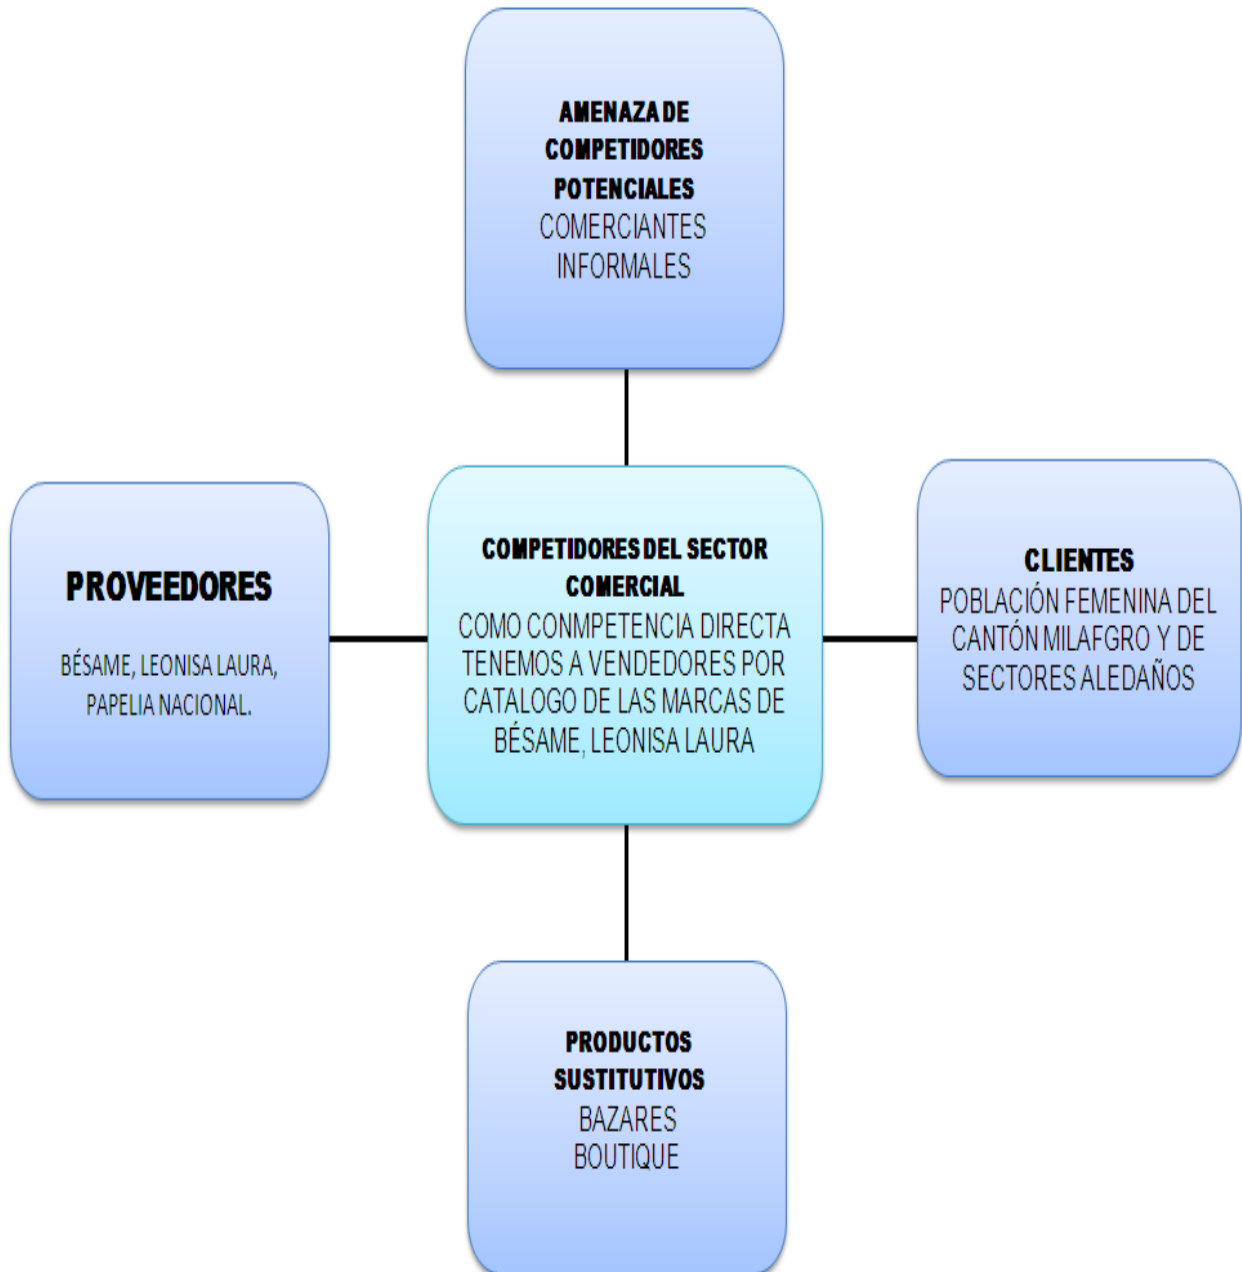 AMENAZA DE
COMPETIDORES
POTENCIALES
COMERCIANTES
INFORMALES
PROVEEDORES
BÉSAME, LEONISA LAURA,
PAPELIA NACIONAL.
COMPETIDORES DEL SECTOR
COMERCIAL
COMO CONMPETENCIA DIRECTA
TENEMOS A VENDEDORES POR
CATALOGO DE LAS MARCAS DE
BÉSAME, LEONISA LAURA
CLIENTES
POBLACIÓN FEMENINA DEL
CANTÓN MILAFGRO Y DE
SECTORES ALEDAÑOS
PRODUCTOS
SUSTITUTIVOS
BAZARES
BOUTIQUE